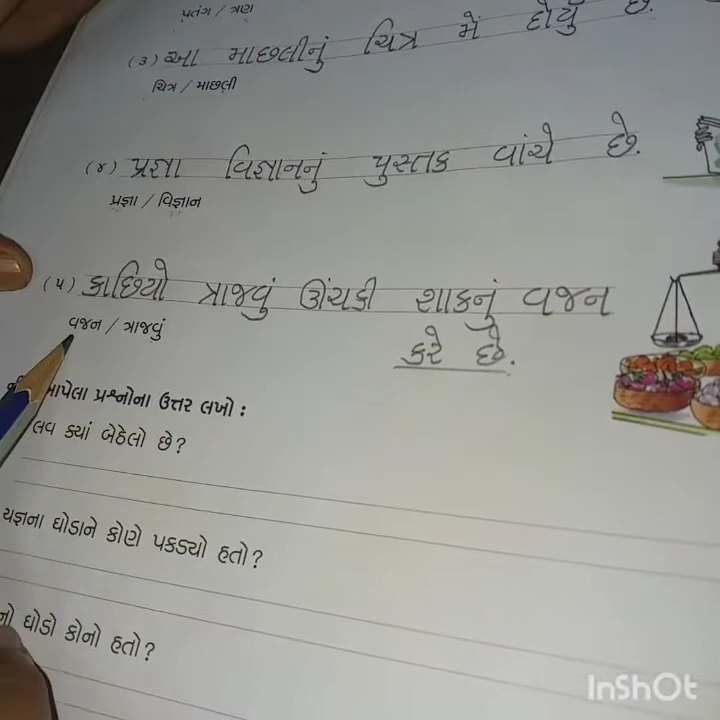 પતંગ / ત્રણ
(૩) આ માછલીનું ચિત્ર મેં દોર્યું છે.
ચિત્ર / માછલી
(૪) પ્રજ્ઞા વિજ્ઞાનનું પુસ્તક વાંચે છે.
પ્રજ્ઞા / વિજ્ઞાન
(૫) કાછિયો ત્રાજવું ઊંચકી શાકનું વજન
કરે છે.
વજન / ત્રાજવું
પ્રશ્નોના ઉત્તર લખો :
લવ ક્યાં બેઠેલો છે?
યજ્ઞના ઘોડાને કોણે પકડ્યો હતો?
ઘોડો કોનો હતો?
InShOt